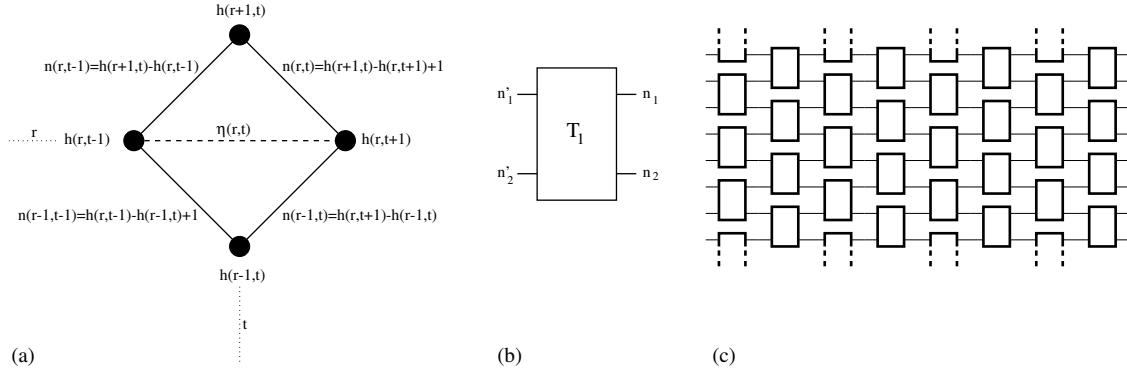 h(r+1,t)
n(r,t-1)=h(r+1,t)-h(r,t-1)
n(r,t)=h(r+1,t)-h(r,t+1)+1
r
h(r,t-1)
η(r,t)
h(r,t+1)
n(r-1,t-1)=h(r,t-1)-h(r-1,t)+1
n(r-1,t)=h(r,t+1)-h(r-1,t)
h(r-1,t)
t
(a)
n'1
n1
T1
n'2
n2
(b)
(c)